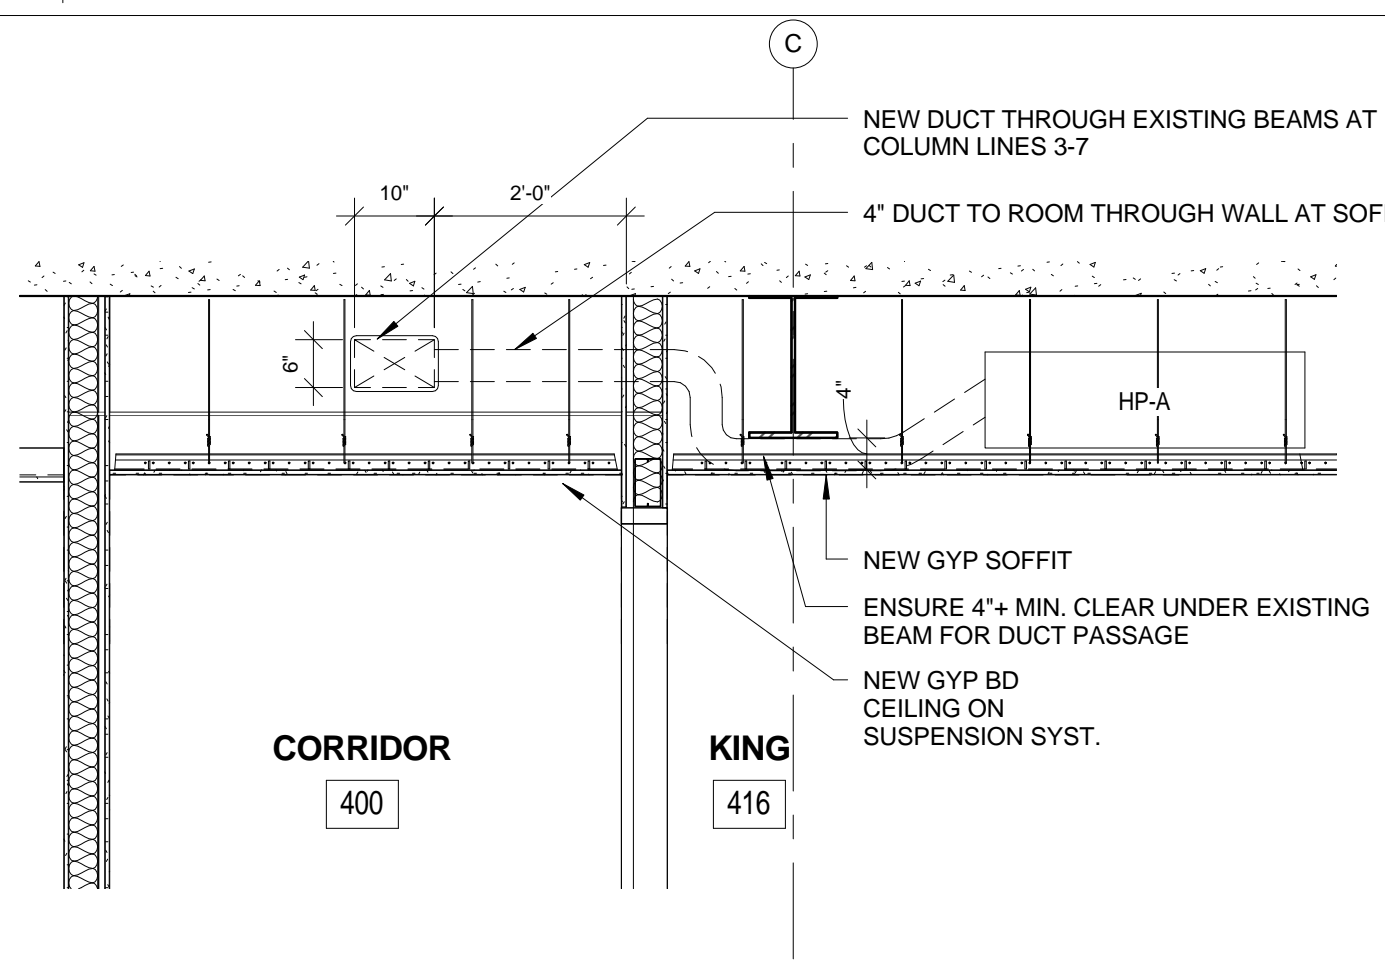 C
NEW DUCT THROUGH EXISTING BEAMS AT
COLUMN LINES 3-7
10"
2'-0"
4" DUCT TO ROOM THROUGH WALL AT SOF
6"
4"
HP-A
NEW GYP SOFFIT
ENSURE 4"+ MIN. CLEAR UNDER EXISTING
BEAM FOR DUCT PASSAGE
NEW GYP BD
CEILING ON
SUSPENSION SYST.
CORRIDOR
KING
400
416